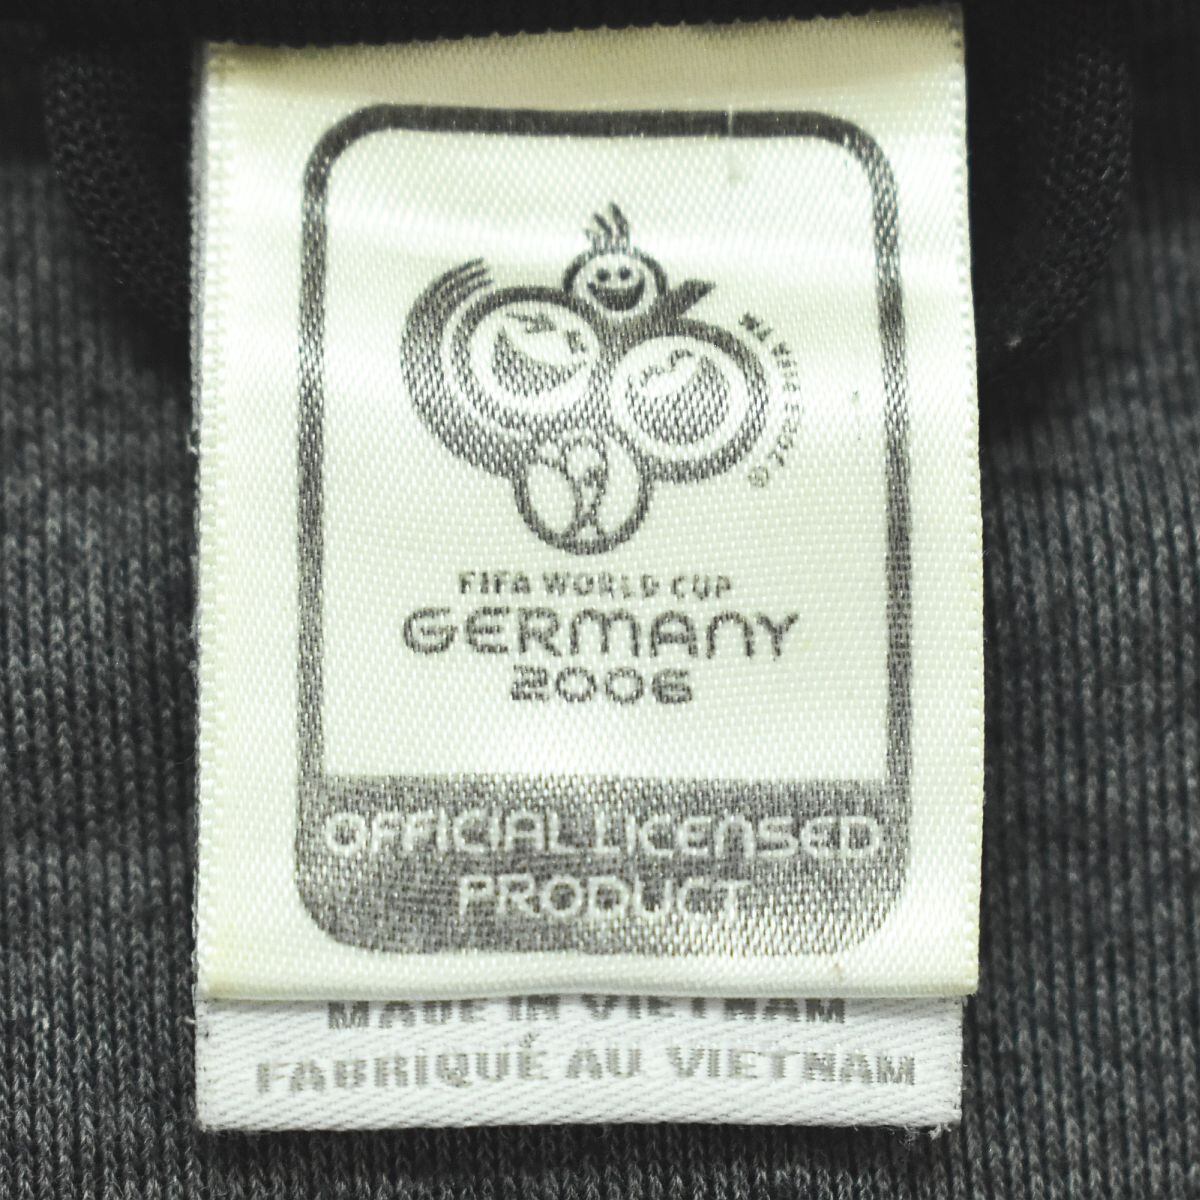 FIFA WORLD CUP
GERMANY
2006
OFFICIAL LICENSED
PRODUCT
MADE IN VIETNAM
FABRIQUÉ AU VIETNAM